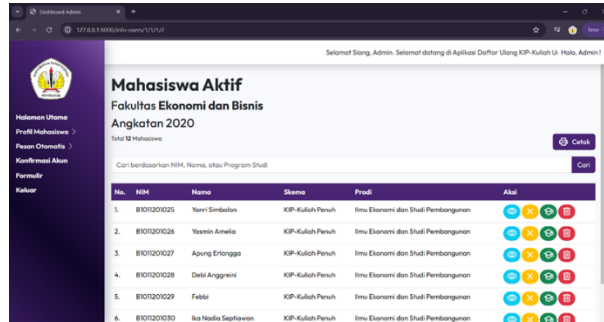 Dashboard Admin
127.0.0.1:8000/info-users/1/1/1/2
Error
Selamat Siang, Admin. Selamat datang di Aplikasi Daftar Ulang KIP-Kuliah Un Halo, Admin!
Halaman Utama
Profil Mahasiswa >
Pesan Otomatis >
Konfirmasi Akun
Formulir
Keluar
Mahasiswa Aktif
Fakultas Ekonomi dan Bisnis
Angkatan 2020
Total 12 Mahasiswa
Cetak
Cari berdasarkan NIM, Nama, atau Program Studi
Cari
No. NIM Nama Skema Prodi Aksi
1. B1011201025 Yanri Simbolon KIP-Kuliah Penuh Ilmu Ekonomi dan Studi Pembangunan
2. B1011201026 Yasmin Amelia KIP-Kuliah Penuh Ilmu Ekonomi dan Studi Pembangunan
3. B1011201027 Apung Erlangga KIP-Kuliah Penuh Ilmu Ekonomi dan Studi Pembangunan
4. B1011201028 Debi Anggreini KIP-Kuliah Penuh Ilmu Ekonomi dan Studi Pembangunan
5. B1011201029 Febbi KIP-Kuliah Penuh Ilmu Ekonomi dan Studi Pembangunan
6. B1011201030 Ika Nadia Septiawan KIP-Kuliah Penuh Ilmu Ekonomi dan Studi Pembangunan